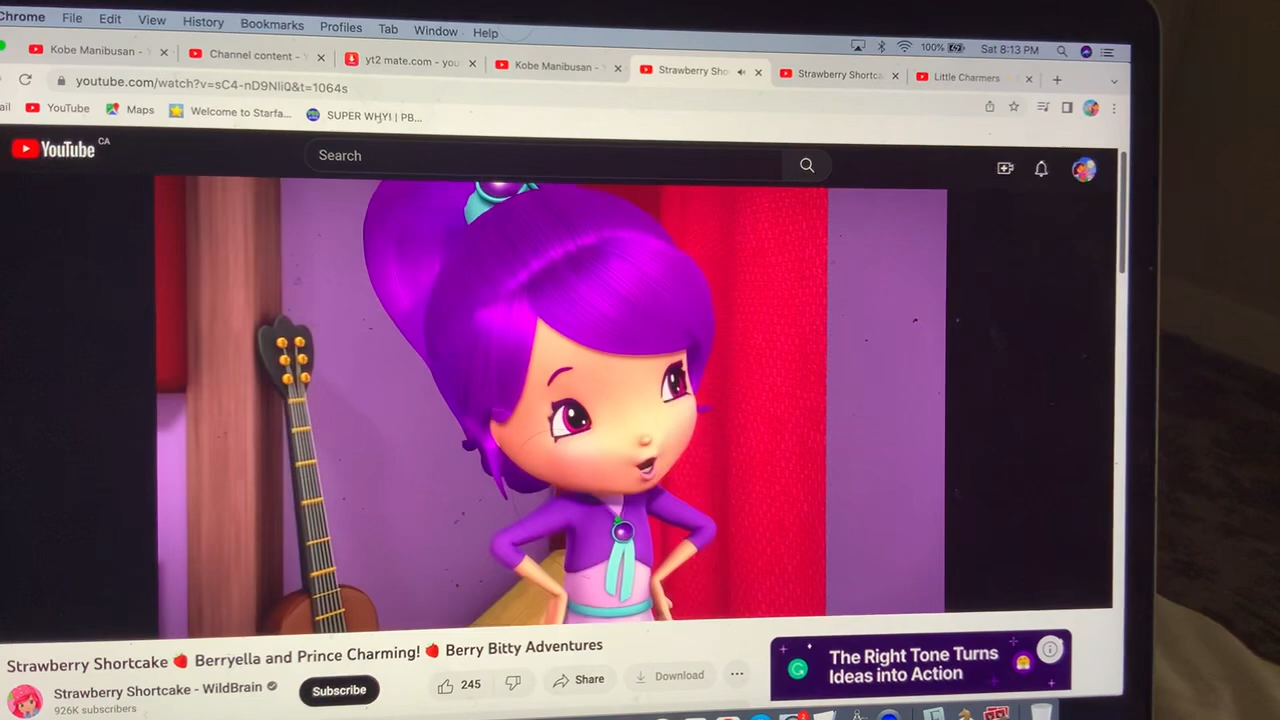 Chrome File Edit View History Bookmarks Profiles Tab Window Help 100% Sat 8:13 PM
Kobe Manibusan - Channel content - yt2 mate.com - you Kobe Manibusan - Strawberry Sho Strawberry Shortca Little Charmers
youtube.com/watch?v=sC4-nD9NliQ&t=1064s
ail YouTube Maps Welcome to Starfa... SUPER WHY! | PB...
YouTube CA Search
Strawberry Shortcake 🍓 Berryella and Prince Charming! 🍓 Berry Bitty Adventures
Strawberry Shortcake - WildBrain
926K subscribers
Subscribe
245 Share Download
The Right Tone Turns
Ideas into Action